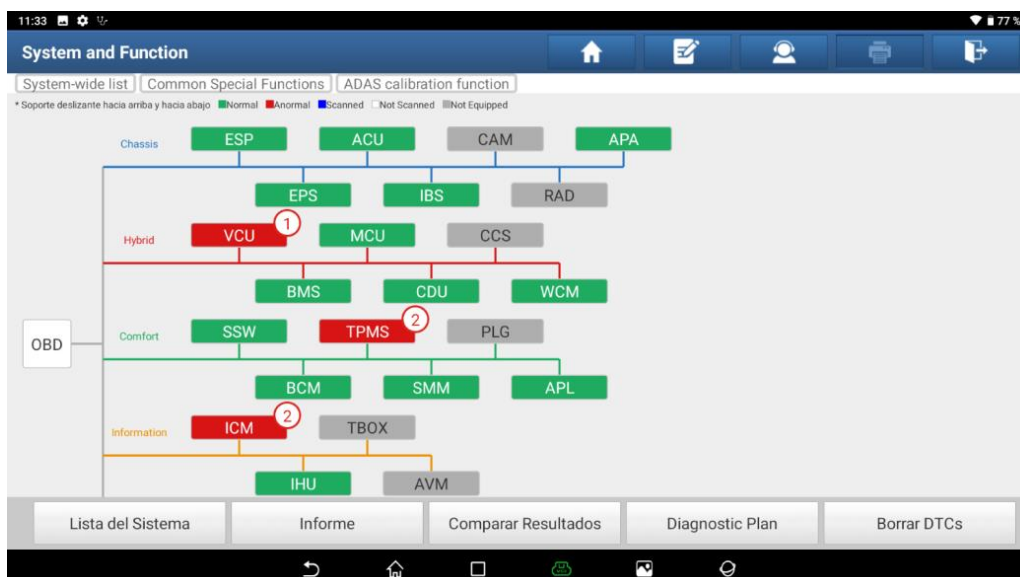 11:33 77 %
System and Function
System-wide list Common Special Functions ADAS calibration function
* Soporte deslizante hacia arriba y hacia abajo Normal Anormal Scanned Not Scanned Not Equipped
Chassis ESP ACU CAM APA
EPS IBS RAD
Hybrid VCU 1 MCU CCS
BMS CDU WCM
OBD
Comfort SSW TPMS 2 PLG
BCM SMM APL
Information ICM 2 TBOX
IHU AVM
Lista del Sistema Informe Comparar Resultados Diagnostic Plan Borrar DTCs